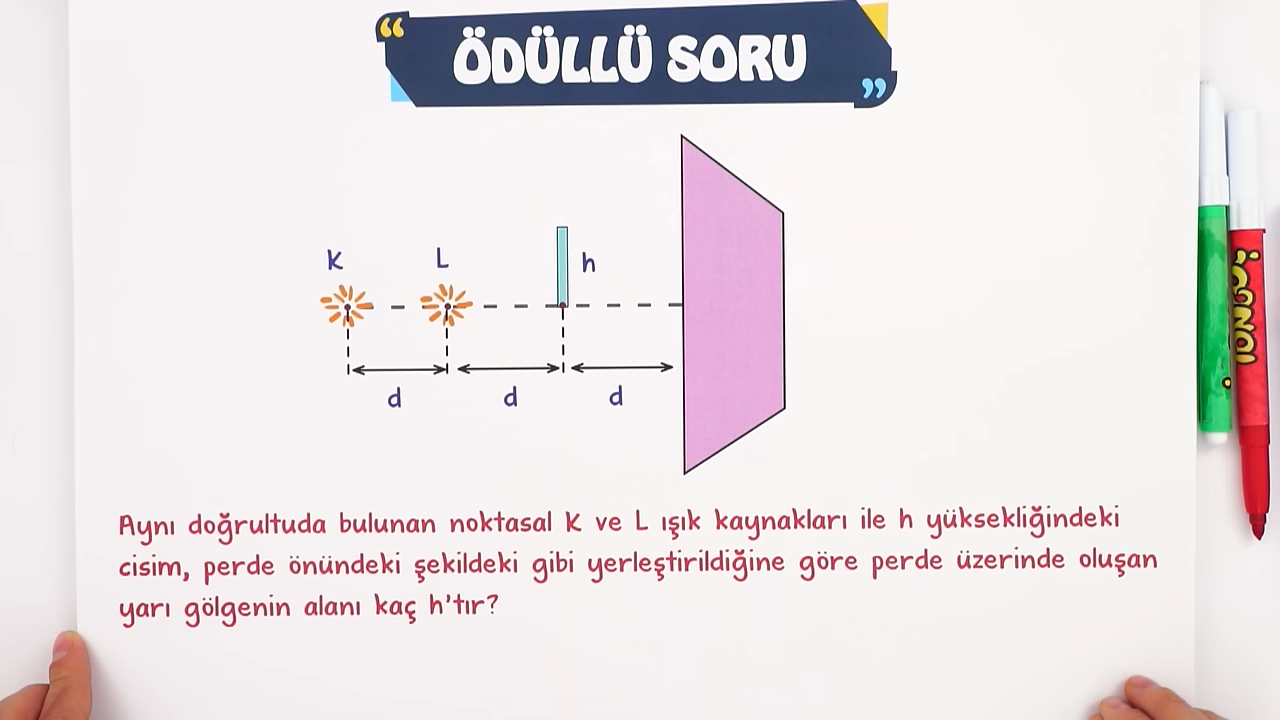 ÖDÜLLÜ SORU
K
L
h
d
d
d
Aynı doğrultuda bulunan noktasal K ve L ışık kaynakları ile h yüksekliğindeki
cisim, perde önündeki şekildeki gibi yerleştirildiğine göre perde üzerinde oluşan
yarı gölgenin alanı kaç h'tır?